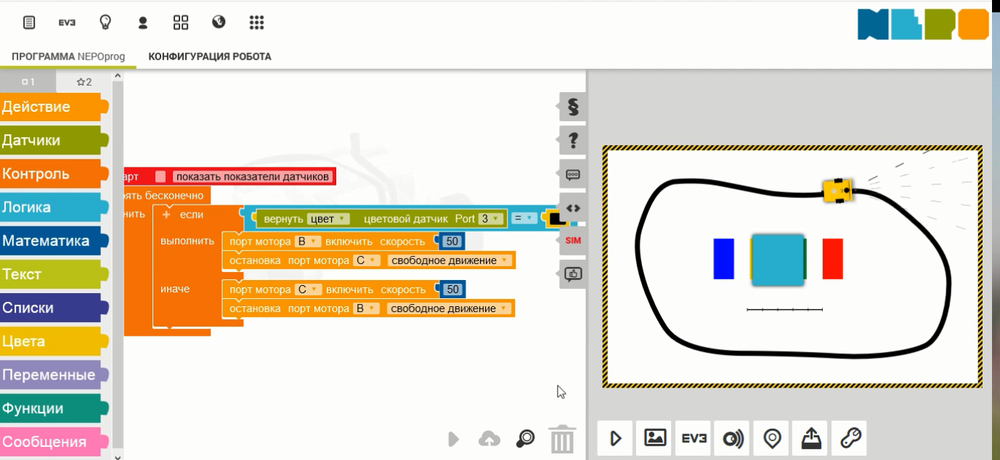 EV3
ПРОГРАММА NEPOprog КОНФИГУРАЦИЯ РОБОТА
1 2
Действие
Датчики
Контроль
Логика
Математика
Текст
Списки
Цвета
Переменные
Функции
Сообщения
арт показать показатели датчиков
рять бесконечно
нить + если вернуть цвет цветовой датчик Port 3 =
выполнить порт мотора B включить скорость 50
остановка порт мотора C свободное движение
иначе порт мотора C включить скорость 50
остановка порт мотора B свободное движение
§
?
SIM
EV3